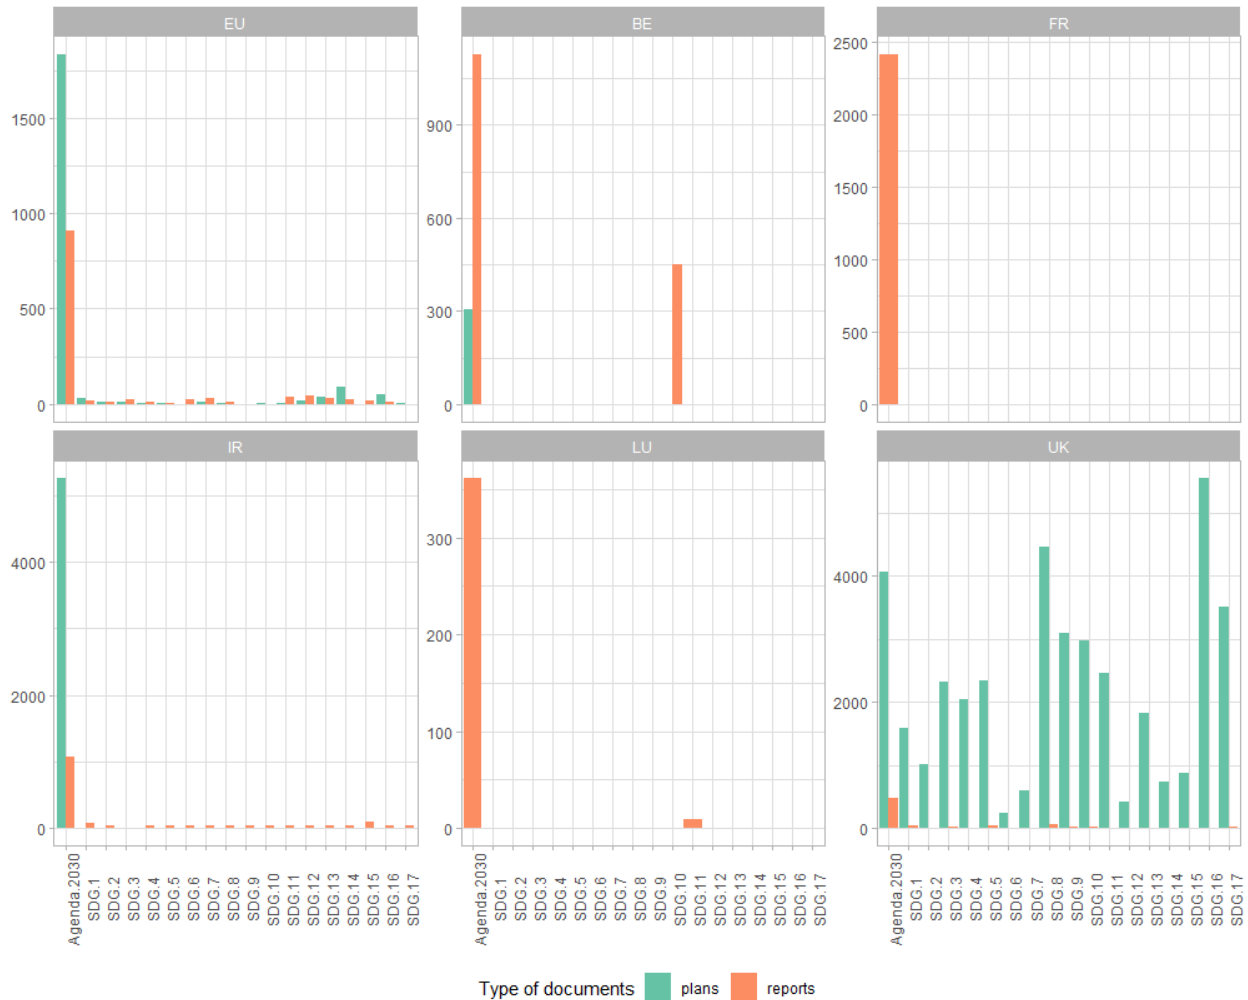 EU
BE
FR
1500
1000
500
0
900
600
300
0
2500
2000
1500
1000
500
0
IR
LU
UK
4000
2000
0
300
200
100
0
4000
2000
0
Agenda.2030
SDG.1
SDG.2
SDG.3
SDG.4
SDG.5
SDG.6
SDG.7
SDG.8
SDG.9
SDG.10
SDG.11
SDG.12
SDG.13
SDG.14
SDG.15
SDG.16
SDG.17
Agenda.2030
SDG.1
SDG.2
SDG.3
SDG.4
SDG.5
SDG.6
SDG.7
SDG.8
SDG.9
SDG.10
SDG.11
SDG.12
SDG.13
SDG.14
SDG.15
SDG.16
SDG.17
Agenda.2030
SDG.1
SDG.2
SDG.3
SDG.4
SDG.5
SDG.6
SDG.7
SDG.8
SDG.9
SDG.10
SDG.11
SDG.12
SDG.13
SDG.14
SDG.15
SDG.16
SDG.17
Type of documents plans reports